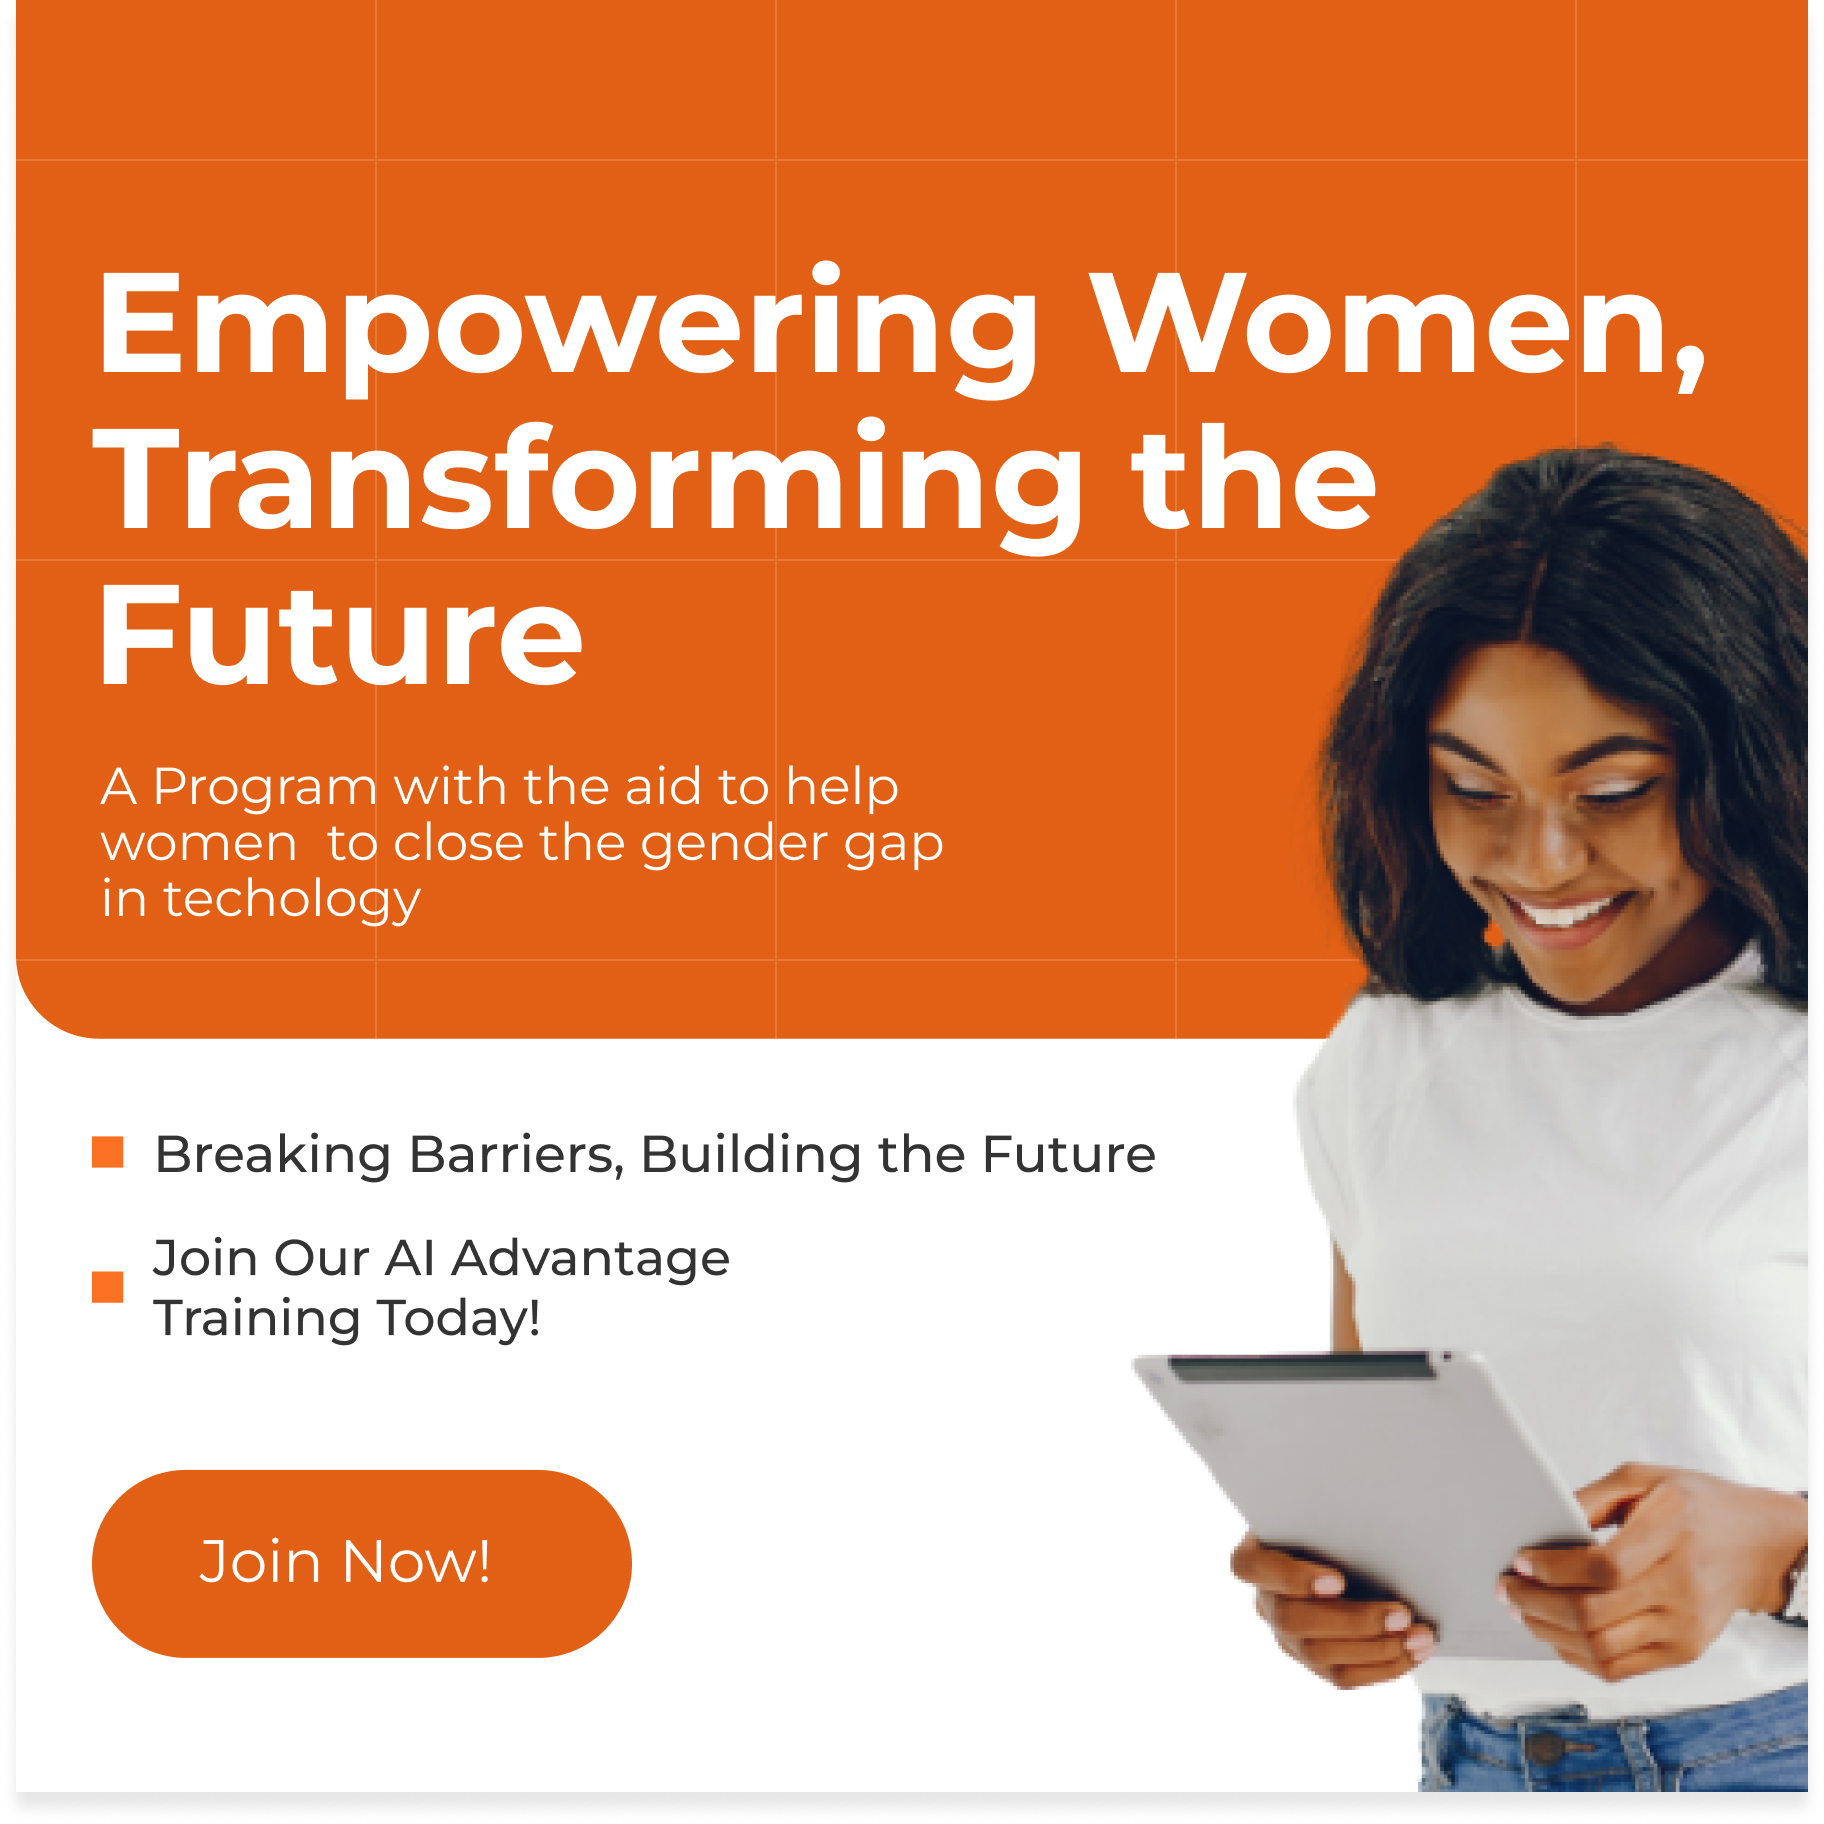 Empowering Women,
Transforming the
Future
A Program with the aid to help
women  to close the gender gap
in techology
Breaking Barriers, Building the Future
Join Our AI Advantage
Training Today!
Join Now!